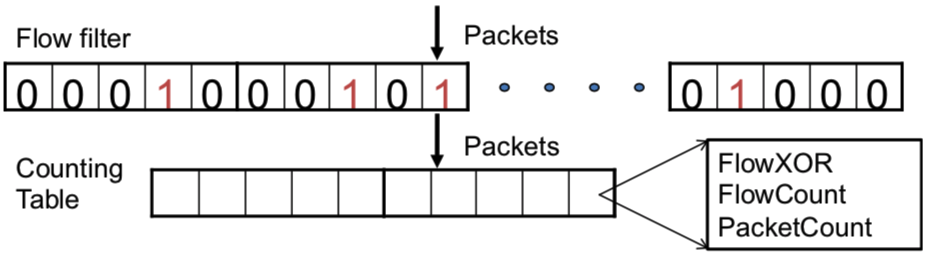 Packets
Flow filter
0 0 0 1 0 0 0 1 0 1 0 1 0 0 0
Packets
Counting
Table
FlowXOR
FlowCount
PacketCount